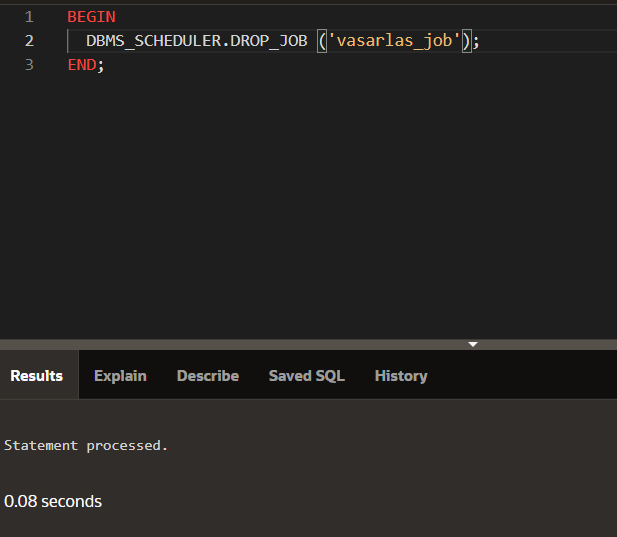 1 BEGIN
2 DBMS_SCHEDULER.DROP_JOB ('vasarlas_job');
3 END;
Results Explain Describe Saved SQL History
Statement processed.
0.08 seconds